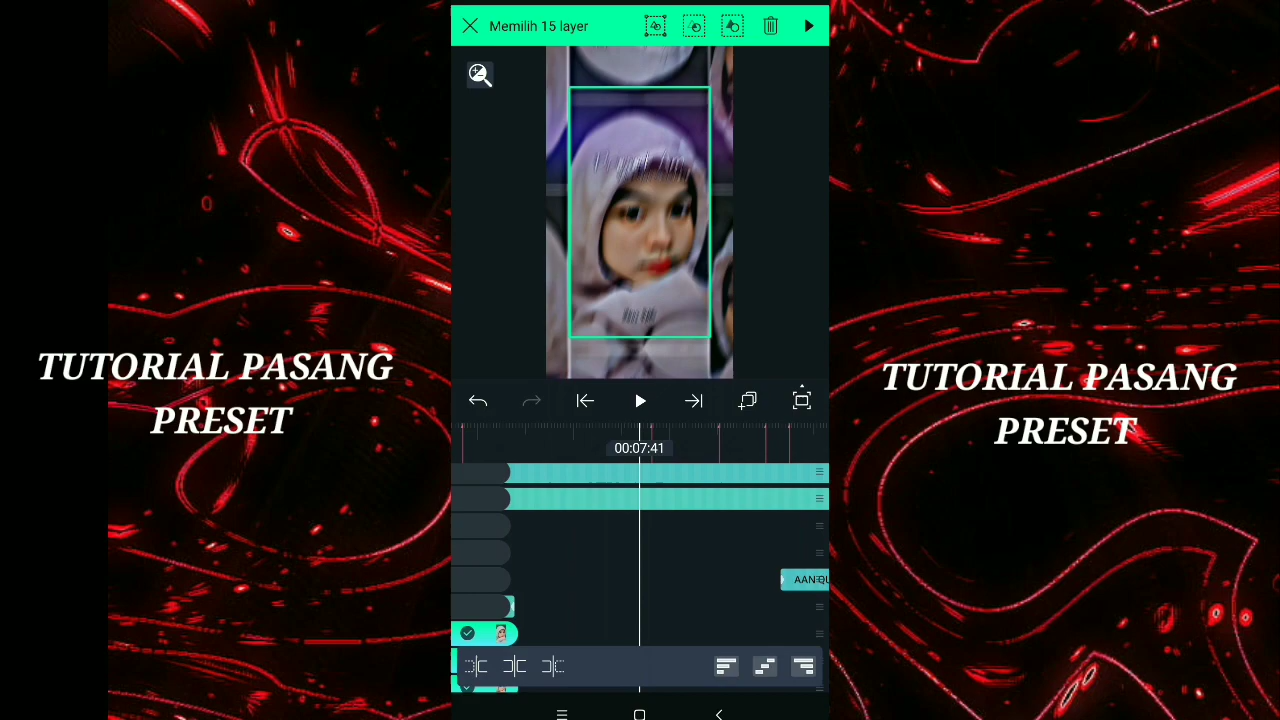 Memilih 15 layer
TUTORIAL PASANG
PRESET
TUTORIAL PASANG
PRESET
00:07:41